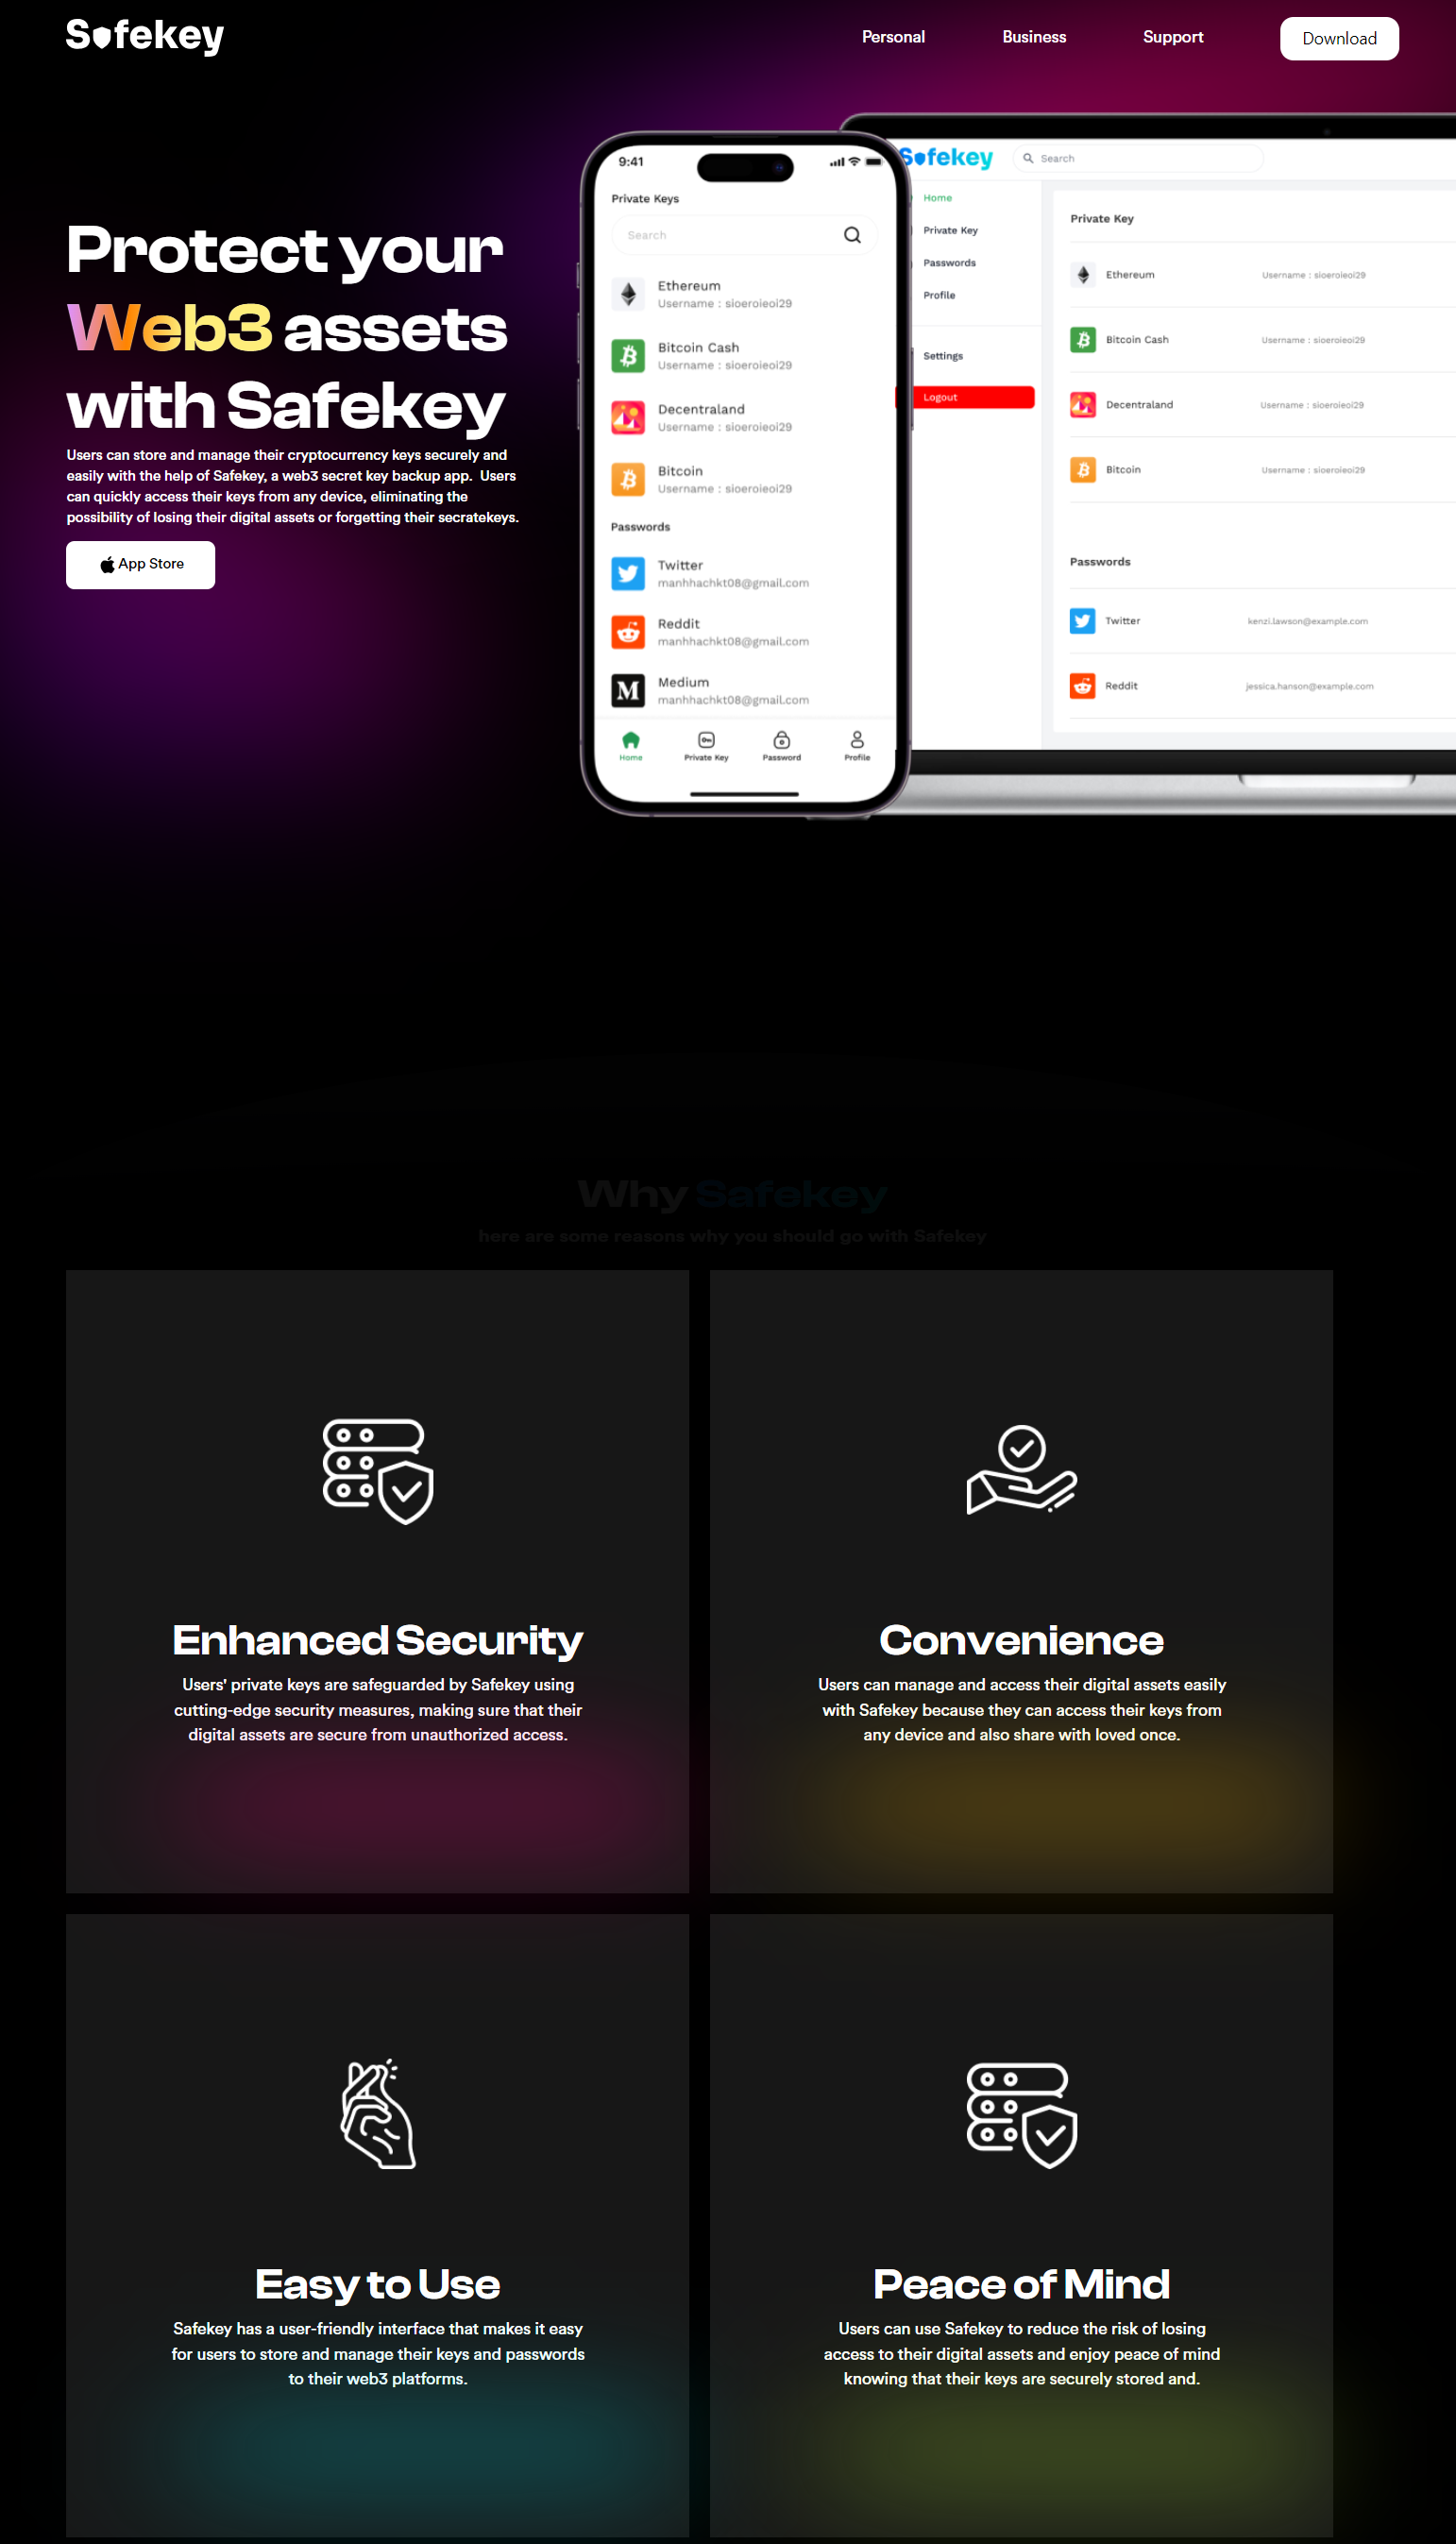 Safekey
Personal
Business
Support
Download
Protect your
Web3 assets
with Safekey
Users can store and manage their cryptocurrency keys securely and
easily with the help of Safekey, a web3 secret key backup app. Users
can quickly access their keys from any device, eliminating the
possibility of losing their digital assets or forgetting their secratekeys.
App Store
9:41
Private Keys
Search
Ethereum
Username : sioeroieoi29
Bitcoin Cash
Username : sioeroieoi29
Decentraland
Username : sioeroieoi29
Bitcoin
Username : sioeroieoi29
Passwords
Twitter
manhhachkt08@gmail.com
Reddit
manhhachkt08@gmail.com
M
Medium
manhhachkt08@gmail.com
Home
Private Key
Password
Profile
Safekey
Search
Home
Private Key
Passwords
Profile
Settings
Logout
Private Key
Ethereum
Username : sioeroieoi29
Bitcoin Cash
Username : sioeroieoi29
Decentraland
Username : sioeroieoi29
Bitcoin
Username : sioeroieoi29
Passwords
Twitter
kenzi.lawson@example.com
Reddit
jessica.hanson@example.com
Why Safekey
here are some reasons why you should go with Safekey
Enhanced Security
Users' private keys are safeguarded by Safekey using
cutting-edge security measures, making sure that their
digital assets are secure from unauthorized access.
Convenience
Users can manage and access their digital assets easily
with Safekey because they can access their keys from
any device and also share with loved once.
Easy to Use
Safekey has a user-friendly interface that makes it easy
for users to store and manage their keys and passwords
to their web3 platforms.
Peace of Mind
Users can use Safekey to reduce the risk of losing
access to their digital assets and enjoy peace of mind
knowing that their keys are securely stored and.